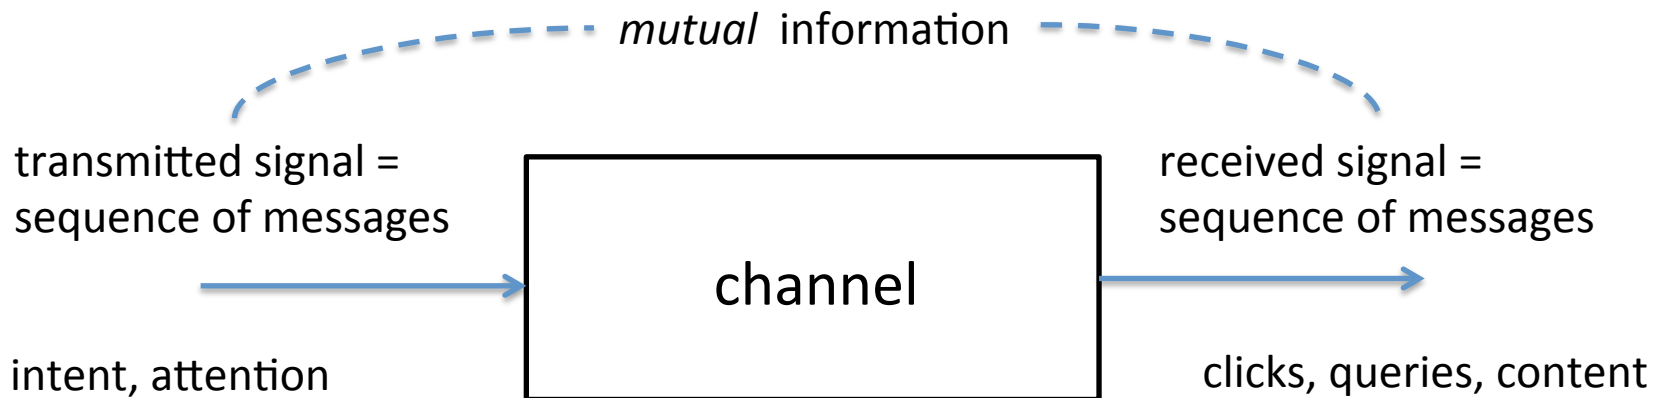 mutual information
transmitted signal =
sequence of messages
received signal =
sequence of messages
channel
intent, attention
clicks, queries, content